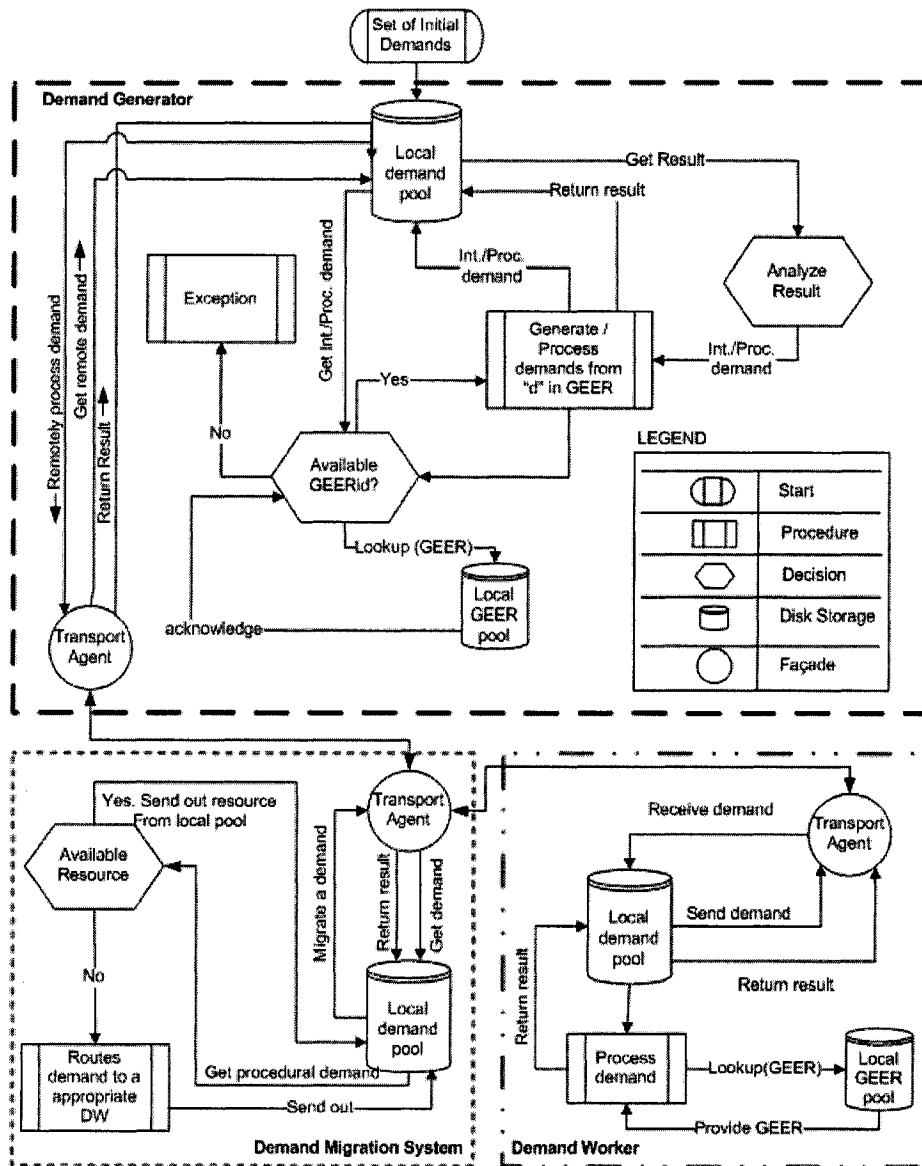 Set of Initial
Demands
Demand Generator
Local
demand
pool
Get Result
Return result
Int./Proc.
demand
Analyze
Result
Exception
Get Int./Proc. demand
Generate /
Process
demands from
"d" in GEER
Int./Proc.
demand
Remotely process demand
Get remote demand
Return Result
Yes
No
Available
GEERid?
Lookup (GEER)
Local
GEER
pool
acknowledge
Transport
Agent
LEGEND
Start
Procedure
Decision
Disk Storage
Façade
Yes. Send out resource
From local pool
Available
Resource
Transport
Agent
Migrate a demand
Return result
Get demand
No
Local
demand
pool
Get procedural demand
Routes
demand to a
appropriate
DW
Send out
Demand Migration System
Receive demand
Transport
Agent
Local
demand
pool
Send demand
Return result
Return result
Process
demand
Lookup(GEER)
Local
GEER
pool
Provide GEER
Demand Worker